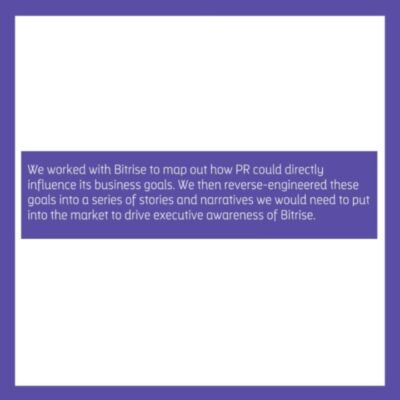 We worked with Bitrise to map out how PR could directly
influence its business goals. We then reverse-engineered these
goals into a series of stories and narratives we would need to put
into the market to drive executive awareness of Bitrise.